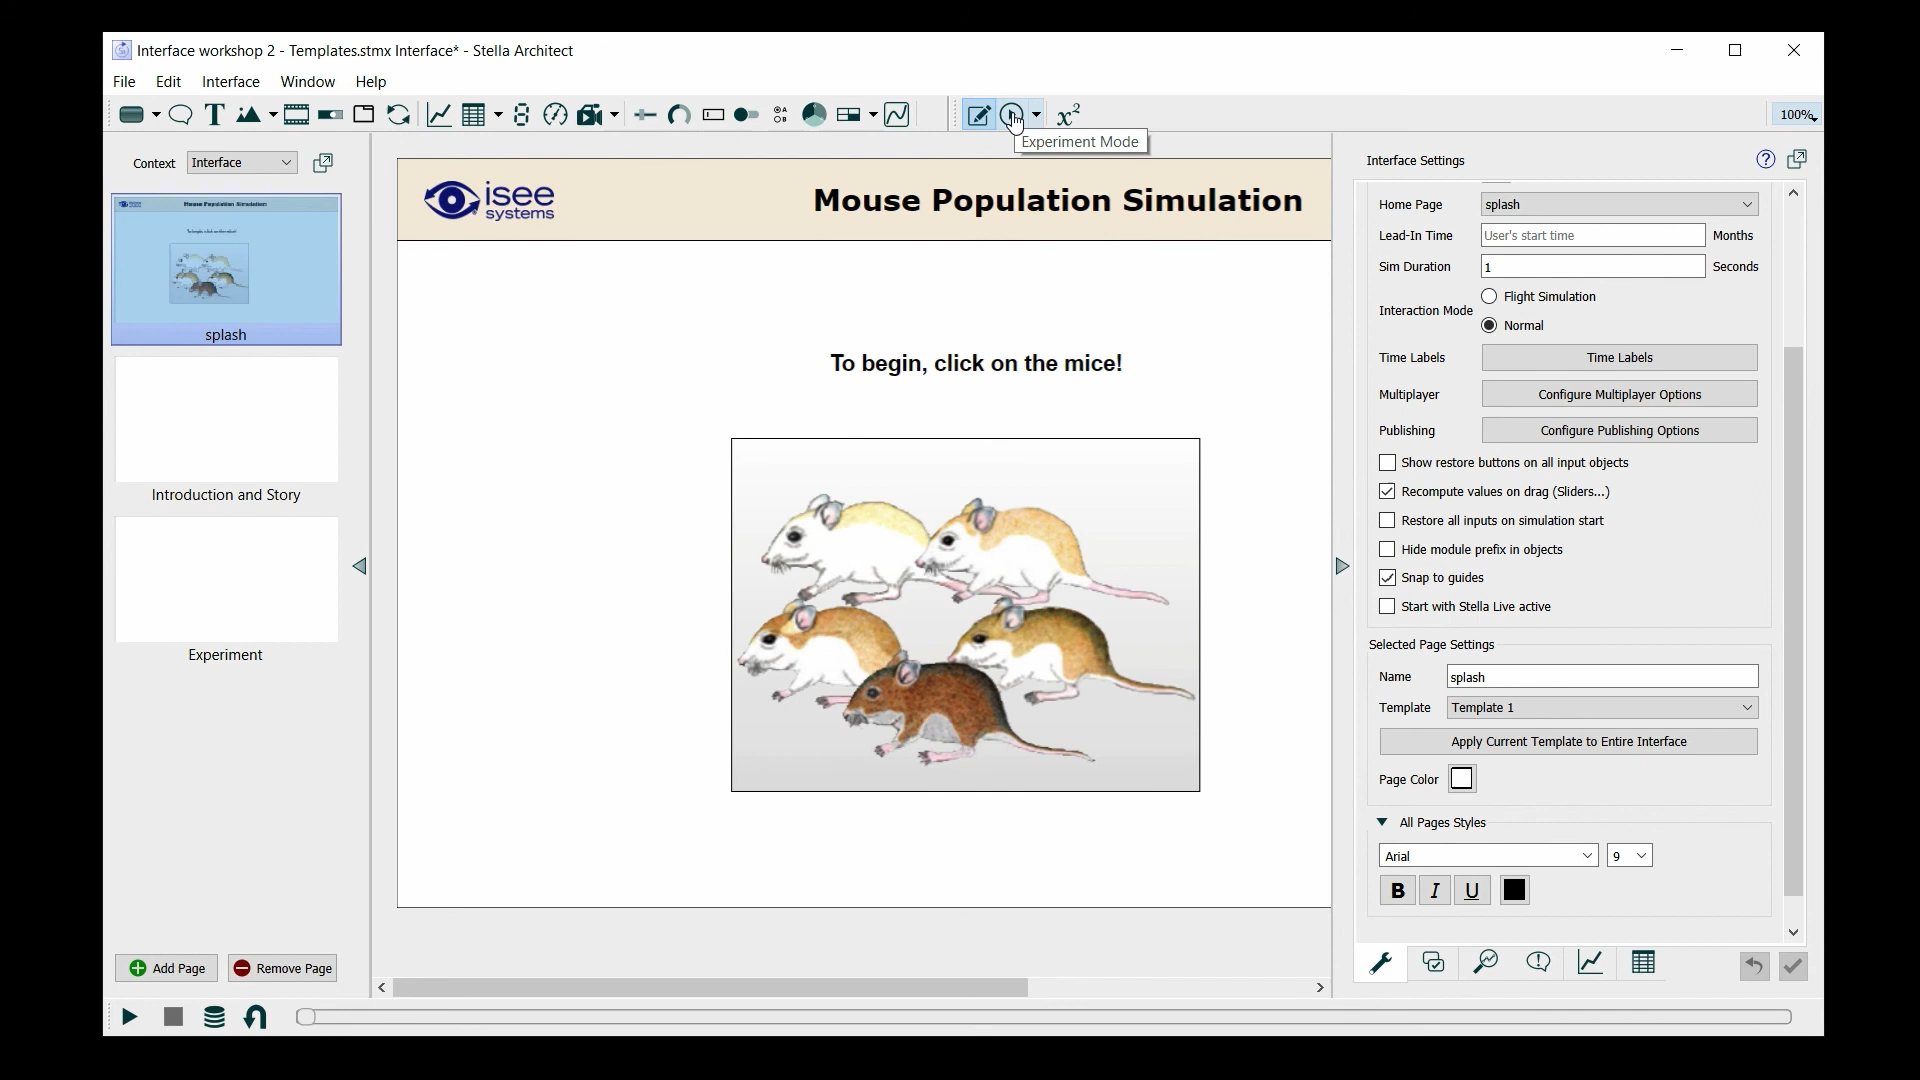 Interface workshop 2 - Templates.stmx Interface* - Stella Architect
File Edit Interface Window Help
100%
Experiment Mode
Context Interface
splash
Introduction and Story
Experiment
Add Page Remove Page
isee systems
Mouse Population Simulation
To begin, click on the mice!
Interface Settings
Home Page splash
Lead-In Time User's start time Months
Sim Duration 1 Seconds
Interaction Mode
Flight Simulation
Normal
Time Labels Time Labels
Multiplayer Configure Multiplayer Options
Publishing Configure Publishing Options
Show restore buttons on all input objects
Recompute values on drag (Sliders...)
Restore all inputs on simulation start
Hide module prefix in objects
Snap to guides
Start with Stella Live active
Selected Page Settings
Name splash
Template Template 1
Apply Current Template to Entire Interface
Page Color
All Pages Styles
Arial 9
B I U